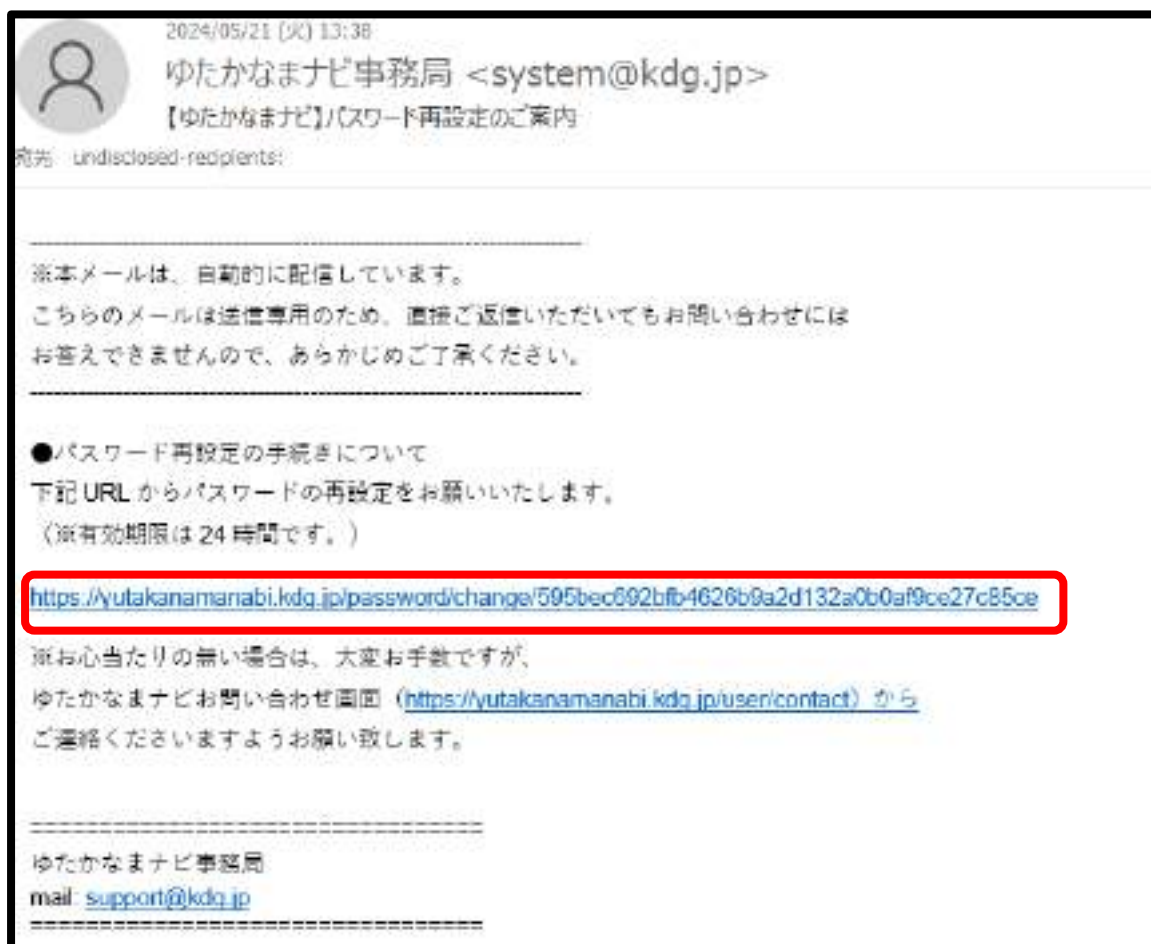 2024/05/21 (火) 13:38
ゆたかなまナビ事務局 <system@kdg.jp>
【ゆたかなまナビ】パスワード再設定のご案内
宛先 undisclosed-recipients:
----------------------------------------------------------------------
※本メールは、自動的に配信しています。
こちらのメールは送信専用のため、直接ご返信いただいてもお問い合わせには
お答えできませんので、あらかじめご了承ください。
----------------------------------------------------------------------
●パスワード再設定の手続きについて
下記 URL からパスワードの再設定をお願いいたします。
（※有効期限は 24 時間です。）
https://yutakanamanabi.kdg.jp/password/change/595bec692bfb4626b9a2d132a0b0af9ce27c85ce
※お心当たりの無い場合は、大変お手数ですが、
ゆたかなまナビお問い合わせ画面（https://yutakanamanabi.kdg.jp/user/contact）から
ご連絡くださいますようお願い致します。
=================================
ゆたかなまナビ事務局
mail: support@kdg.jp
=================================